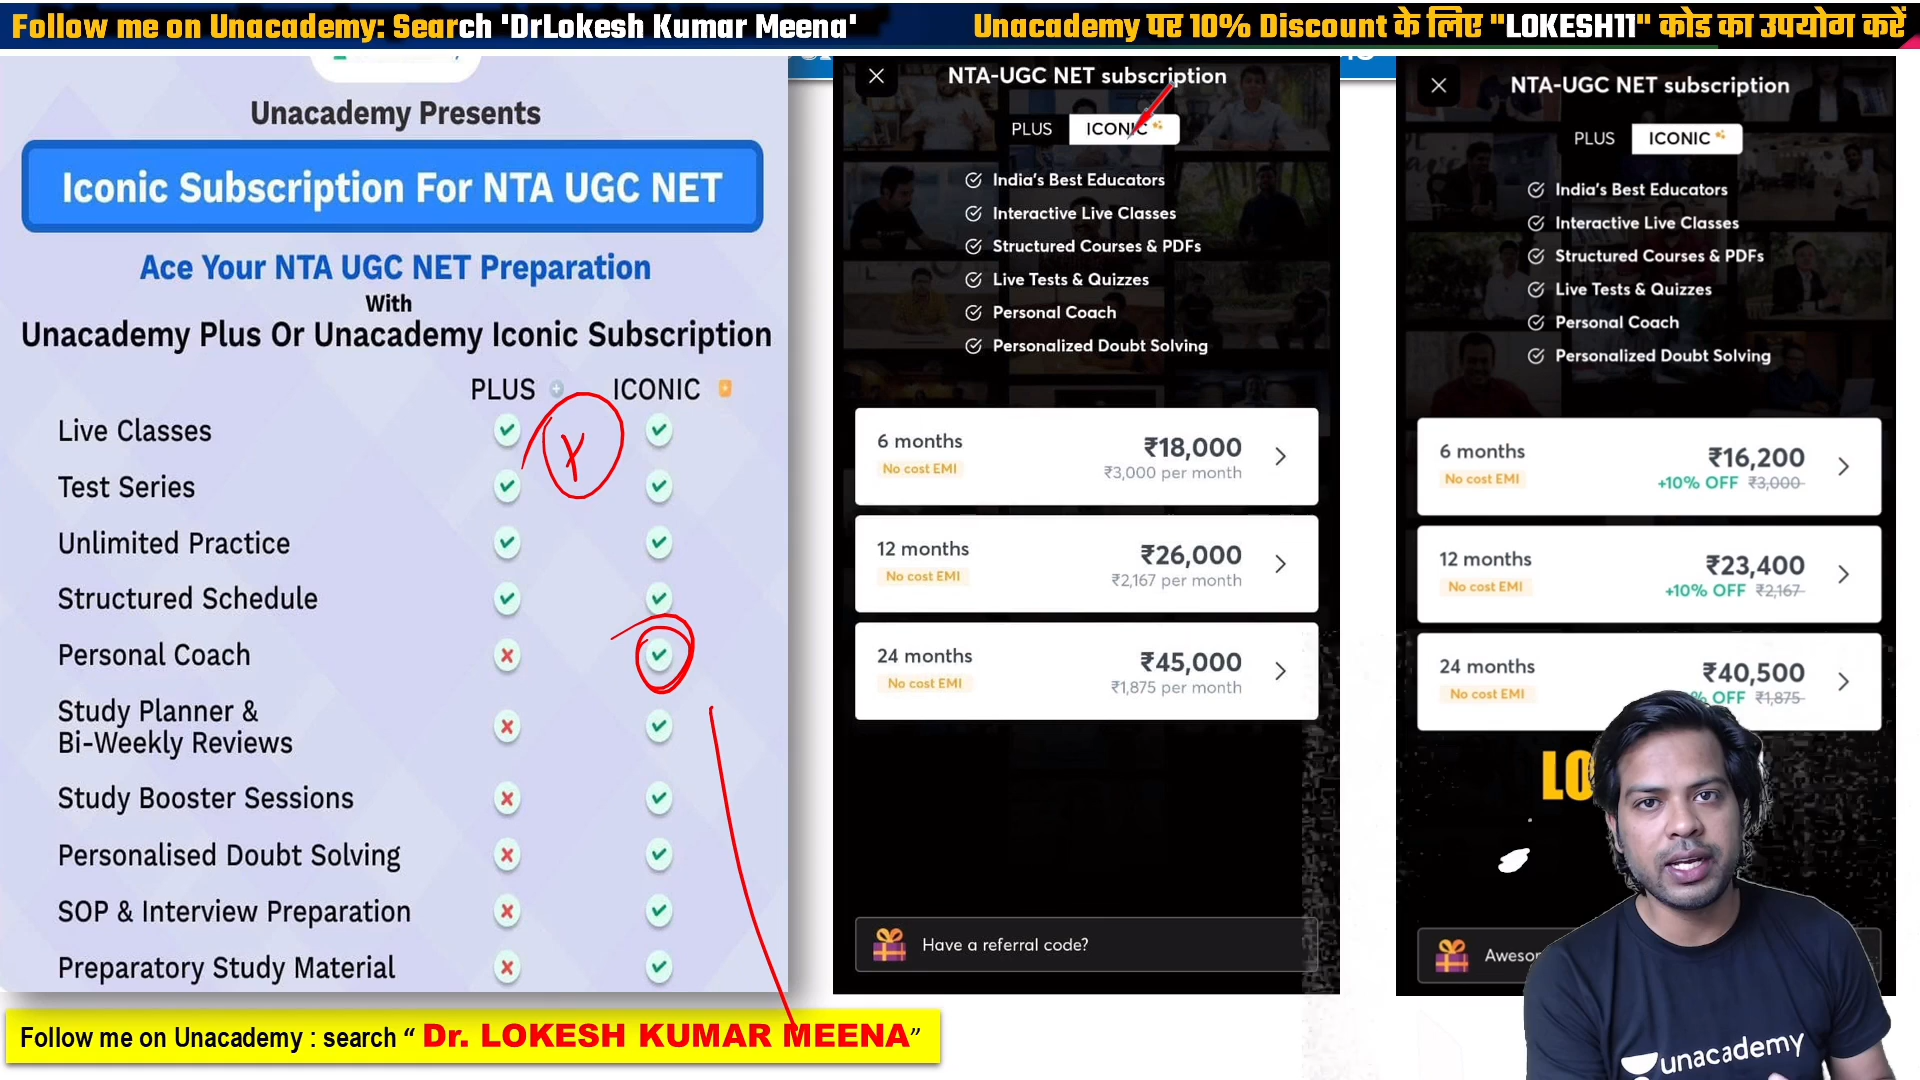 Follow me on Unacademy: Search 'DrLokesh Kumar Meena'
Unacademy पर 10% Discount के लिए "LOKESH11" कोड का उपयोग करें
Unacademy Presents
Iconic Subscription For NTA UGC NET
Ace Your NTA UGC NET Preparation
With
Unacademy Plus Or Unacademy Iconic Subscription
PLUS ICONIC
Live Classes
Test Series
Unlimited Practice
Structured Schedule
Personal Coach
Study Planner &
Bi-Weekly Reviews
Study Booster Sessions
Personalised Doubt Solving
SOP & Interview Preparation
Preparatory Study Material
Follow me on Unacademy : search “ Dr. LOKESH KUMAR MEENA”
NTA-UGC NET subscription
PLUS ICONIC
India's Best Educators
Interactive Live Classes
Structured Courses & PDFs
Live Tests & Quizzes
Personal Coach
Personalized Doubt Solving
6 months ₹18,000
No cost EMI ₹3,000 per month
12 months ₹26,000
No cost EMI ₹2,167 per month
24 months ₹45,000
No cost EMI ₹1,875 per month
Have a referral code?
NTA-UGC NET subscription
PLUS ICONIC
India's Best Educators
Interactive Live Classes
Structured Courses & PDFs
Live Tests & Quizzes
Personal Coach
Personalized Doubt Solving
6 months ₹16,200
No cost EMI +10% OFF ₹3,000
12 months ₹23,400
No cost EMI +10% OFF ₹2,167
24 months ₹40,500
No cost EMI % OFF ₹1,875
LO
Aweso
unacademy